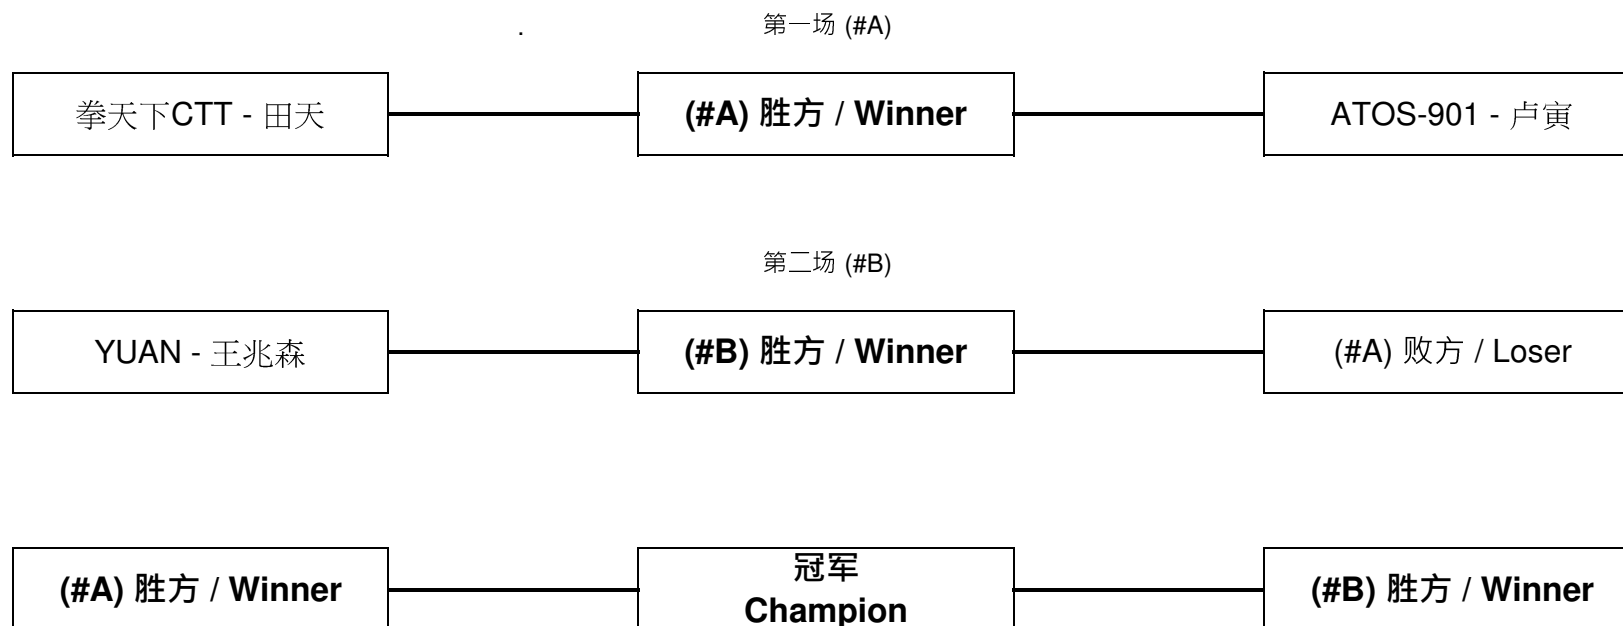 第一场 (#A)
.
拳天下CTT - 田天
(#A) 胜方 / Winner
ATOS-901 - 卢寅
第二场 (#B)
YUAN - 王兆森
(#B) 胜方 / Winner
(#A) 败方 / Loser
(#A) 胜方 / Winner
冠军
Champion
(#B) 胜方 / Winner